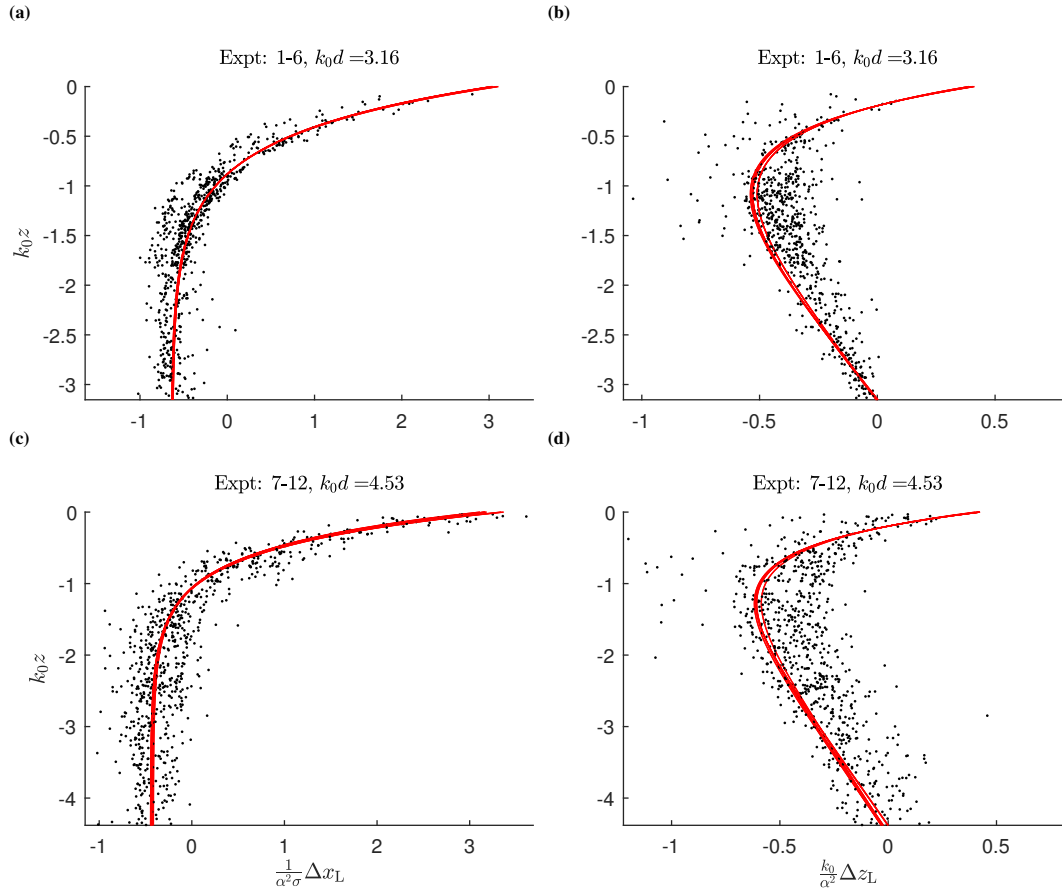 (a)
(b)
Expt: 1-6, k₀d =3.16
Expt: 1-6, k₀d =3.16
0
-0.5
-1
-1.5
-2
-2.5
-3
k₀z
-1 0 1 2 3
0
-0.5
-1
-1.5
-2
-2.5
-3
-1 -0.5 0 0.5
(c)
(d)
Expt: 7-12, k₀d =4.53
Expt: 7-12, k₀d =4.53
0
-1
-2
-3
-4
k₀z
-1 0 1 2 3
1/α²σ Δx_L
0
-1
-2
-3
-4
-1 -0.5 0 0.5
k₀/α² Δz_L